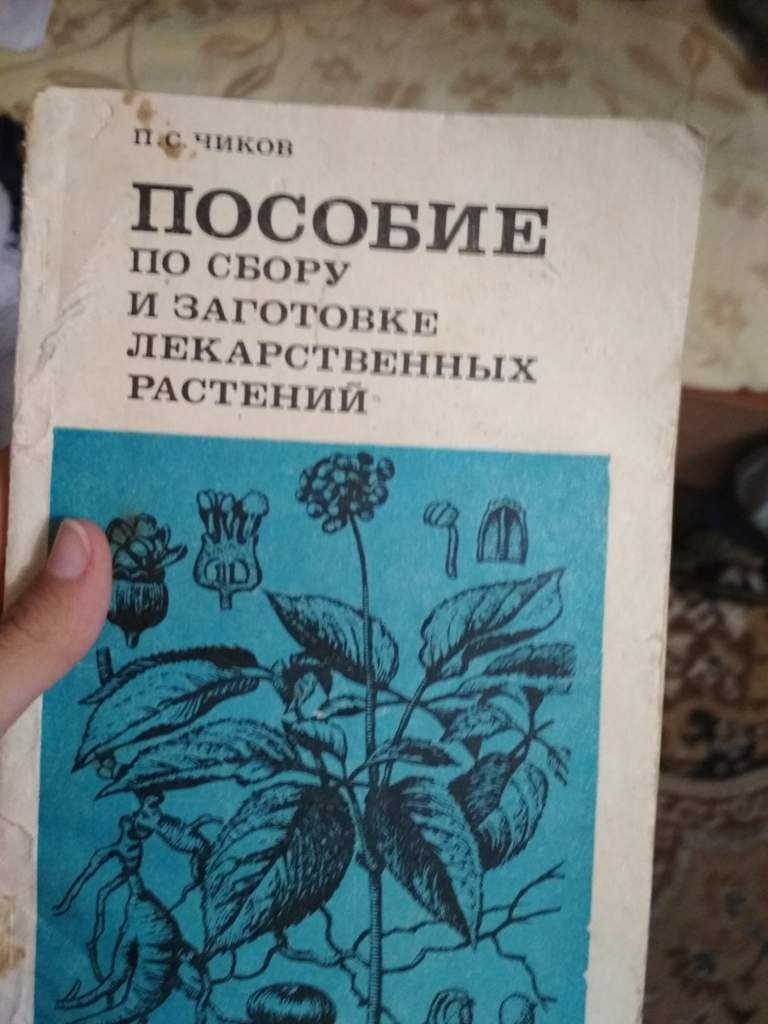 П. С. ЧИКОВ
ПОСОБИЕ
ПО СБОРУ
И ЗАГОТОВКЕ
ЛЕКАРСТВЕННЫХ
РАСТЕНИЙ